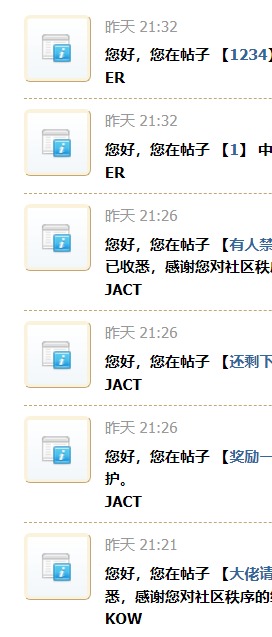 昨天 21:32
您好，您在帖子 【1234】
ER
昨天 21:32
您好，您在帖子 【1】 中
ER
昨天 21:26
您好，您在帖子 【有人禁
已收悉，感谢您对社区秩
JACT
昨天 21:26
您好，您在帖子 【还剩下
JACT
昨天 21:26
您好，您在帖子 【奖励一
护。
JACT
昨天 21:21
您好，您在帖子 【大佬请
悉，感谢您对社区秩序的
KOW